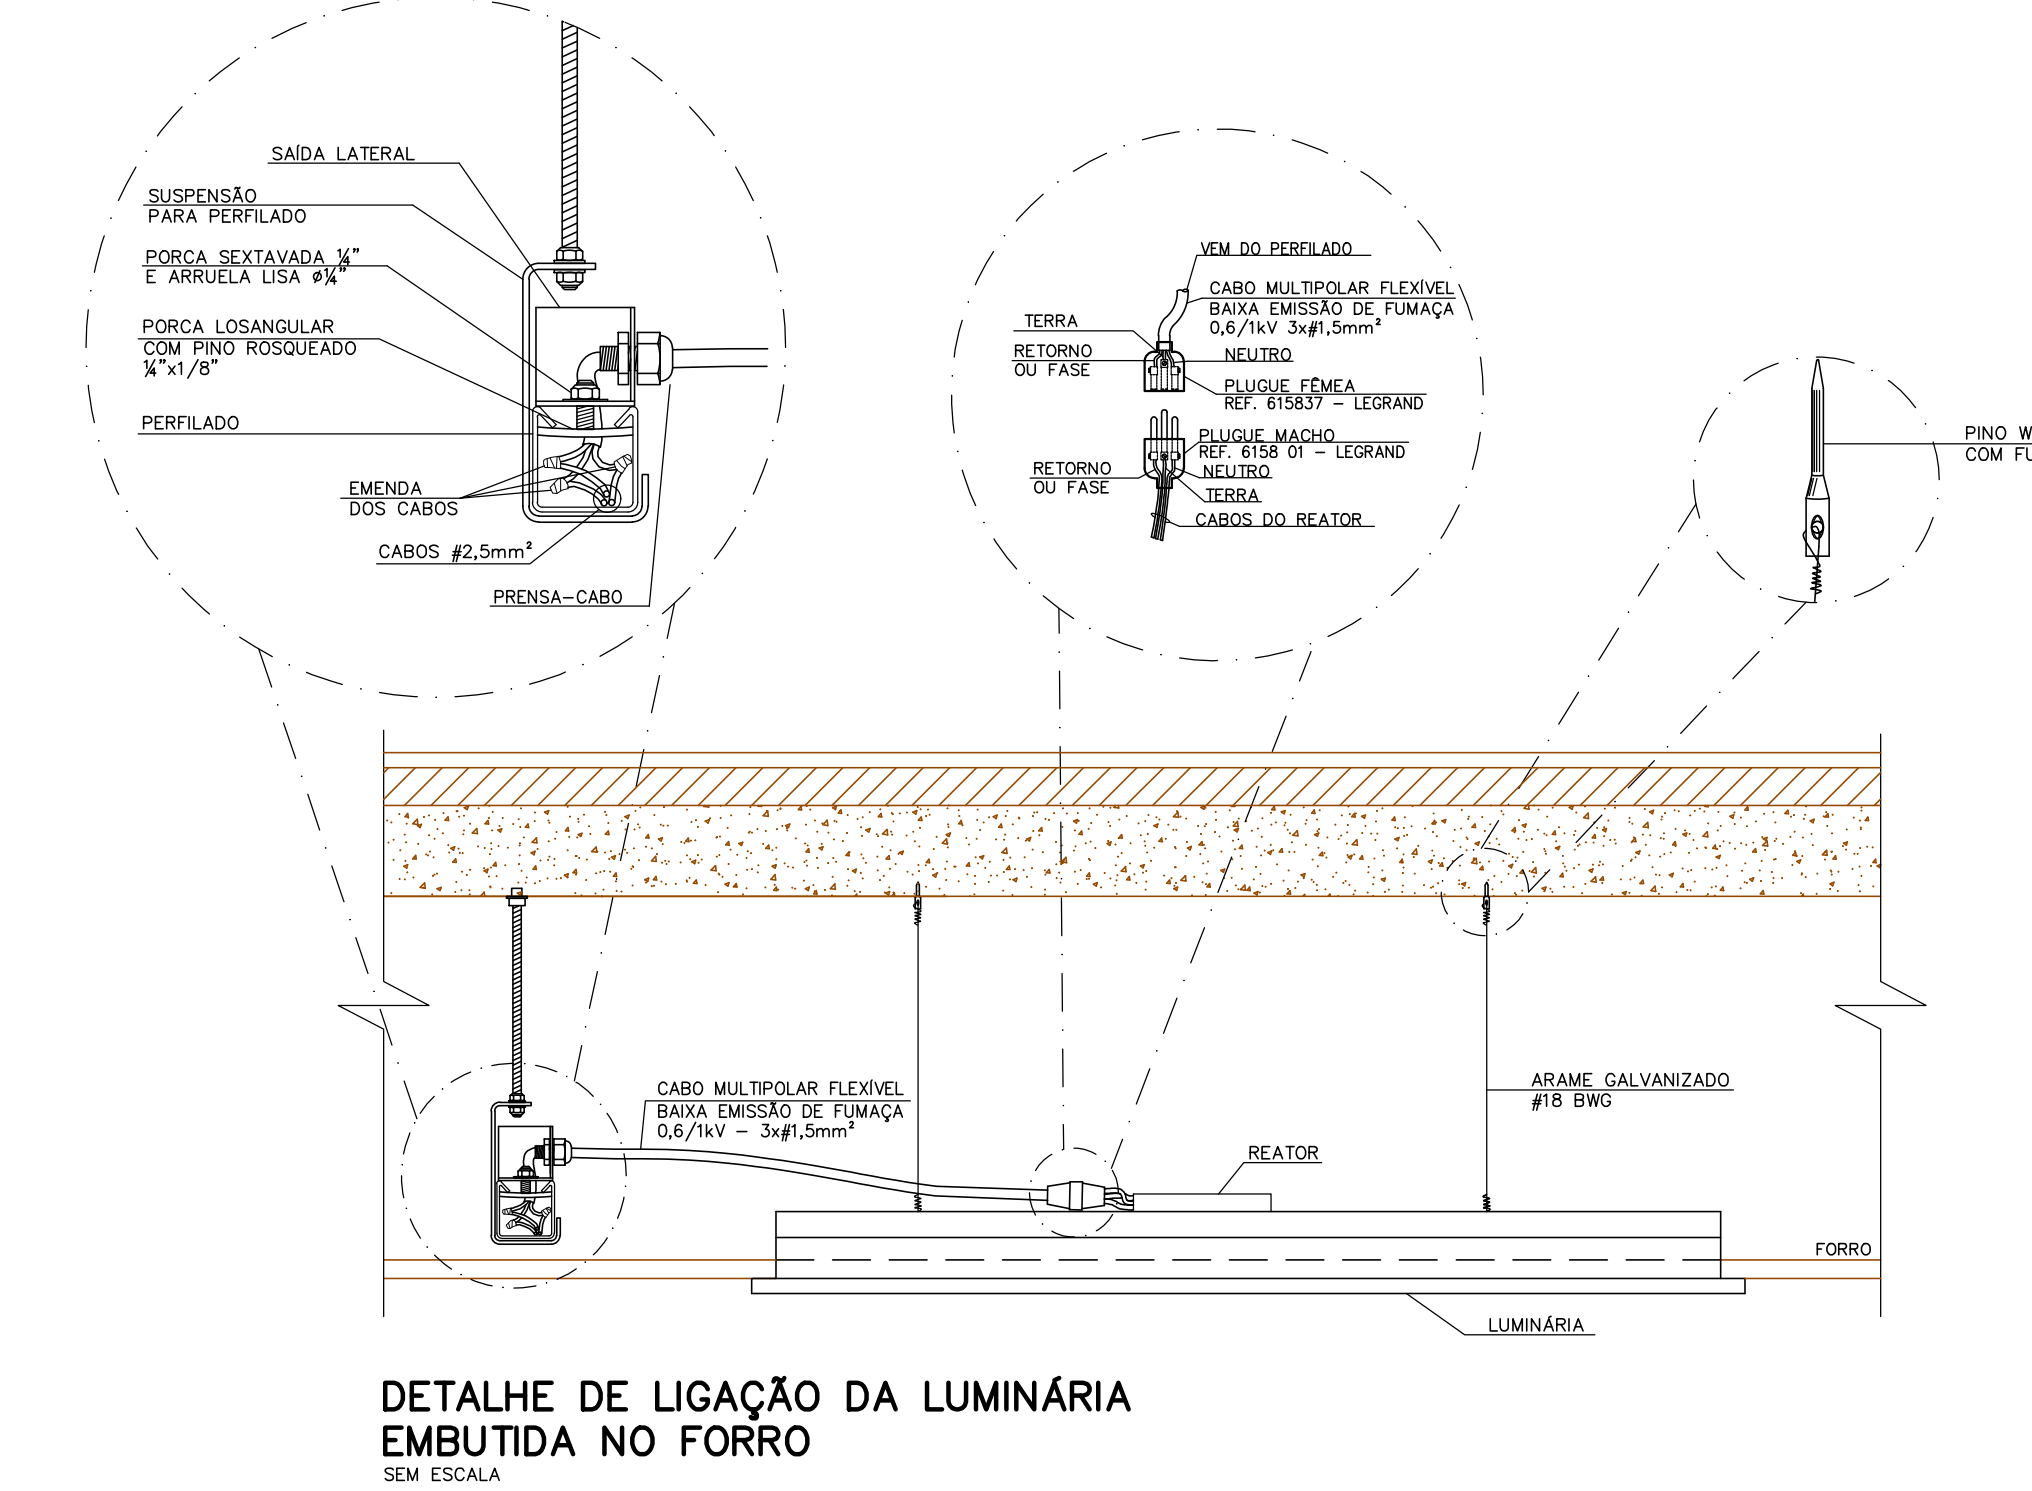 SAÍDA LATERAL
SUSPENSÃO
PARA PERFILADO
PORCA SEXTAVADA ¼”
E ARRUELA LISA ø¼”
PORCA LOSANGULAR
COM PINO ROSQUEADO
¼”x1/8”
PERFILADO
EMENDA
DOS CABOS
CABOS #2,5mm²
PRENSA-CABO
VEM DO PERFILADO
CABO MULTIPOLAR FLEXÍVEL
BAIXA EMISSÃO DE FUMAÇA
0,6/1kV 3x#1,5mm²
TERRA
RETORNO
OU FASE
NEUTRO
PLUGUE FÊMEA
REF. 615837 - LEGRAND
PLUGUE MACHO
REF. 6158 01 - LEGRAND
RETORNO
OU FASE
NEUTRO
TERRA
CABOS DO REATOR
PINO
COM
CABO MULTIPOLAR FLEXÍVEL
BAIXA EMISSÃO DE FUMAÇA
0,6/1kV - 3x#1,5mm²
ARAME GALVANIZADO
#18 BWG
REATOR
FORRO
LUMINÁRIA
DETALHE DE LIGAÇÃO DA LUMINÁRIA
EMBUTIDA NO FORRO
SEM ESCALA